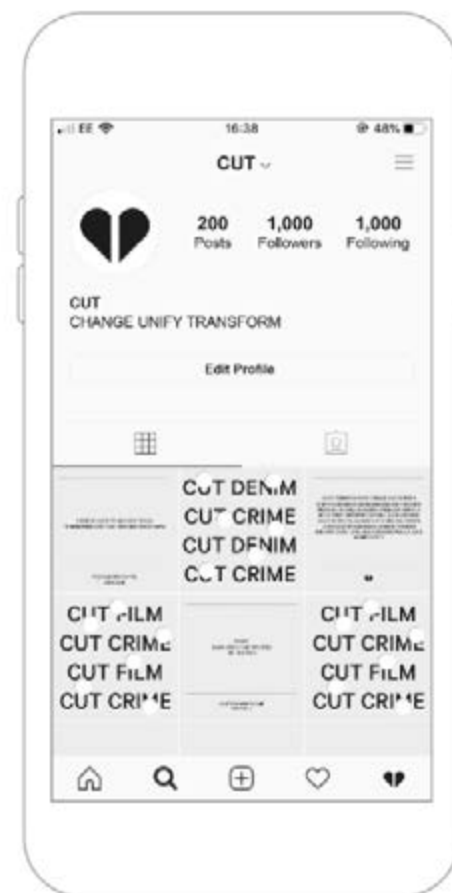 EE 16:38 48%
CUT
200 1,000 1,000
Posts Followers Following
CUT
CHANGE UNIFY TRANSFORM
Edit Profile
CUT DENIM
CUT CRIME
CUT DENIM
CUT CRIME
CUT FILM
CUT CRIME
CUT FILM
CUT CRIME
CUT FILM
CUT CRIME
CUT FILM
CUT CRIME